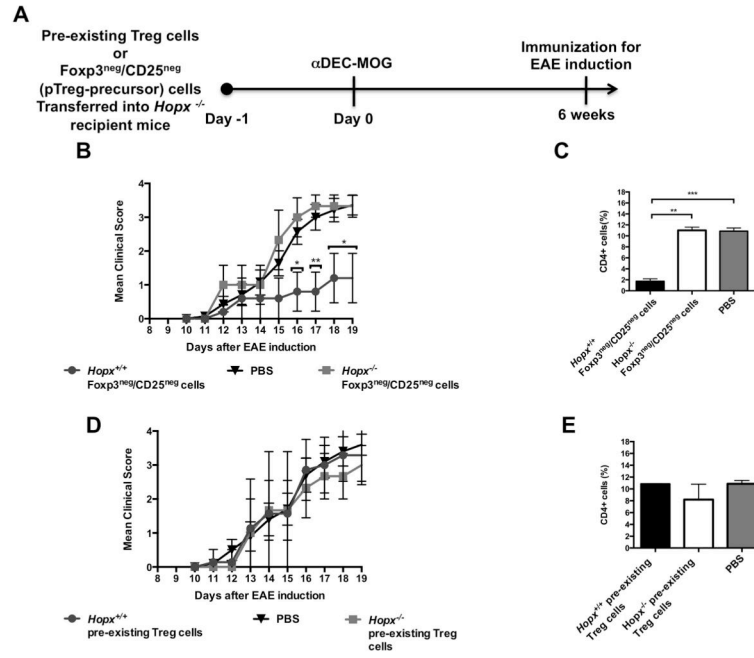 A
Pre-existing Treg cells
or
Foxp3neg/CD25neg
(pTreg-precursor) cells
Transferred into Hopx -/-
recipient mice
αDEC-MOG
Immunization for
EAE induction
Day -1
Day 0
6 weeks
B
Mean Clinical Score
4
3
2
1
0
* ** *
8 9 10 11 12 13 14 15 16 17 18 19
Days after EAE induction
Hopx+/+
Foxp3neg/CD25neg cells
PBS
Hopx-/-
Foxp3neg/CD25neg cells
C
CD4+ cells(%)
18
16
14
12
10
8
6
4
2
0
***
**
Hopx+/+
Foxp3neg/CD25neg cells
Hopx-/-
Foxp3neg/CD25neg cells
PBS
D
Mean Clinical Score
4
3
2
1
0
8 9 10 11 12 13 14 15 16 17 18 19
Days after EAE induction
Hopx+/+
pre-existing Treg cells
PBS
Hopx-/-
pre-existing Treg
cells
E
CD4+ cells (%)
18
16
14
12
10
8
6
4
2
0
Hopx+/+ pre-existing
Treg cells
Hopx-/- pre-existing
Treg cells
PBS